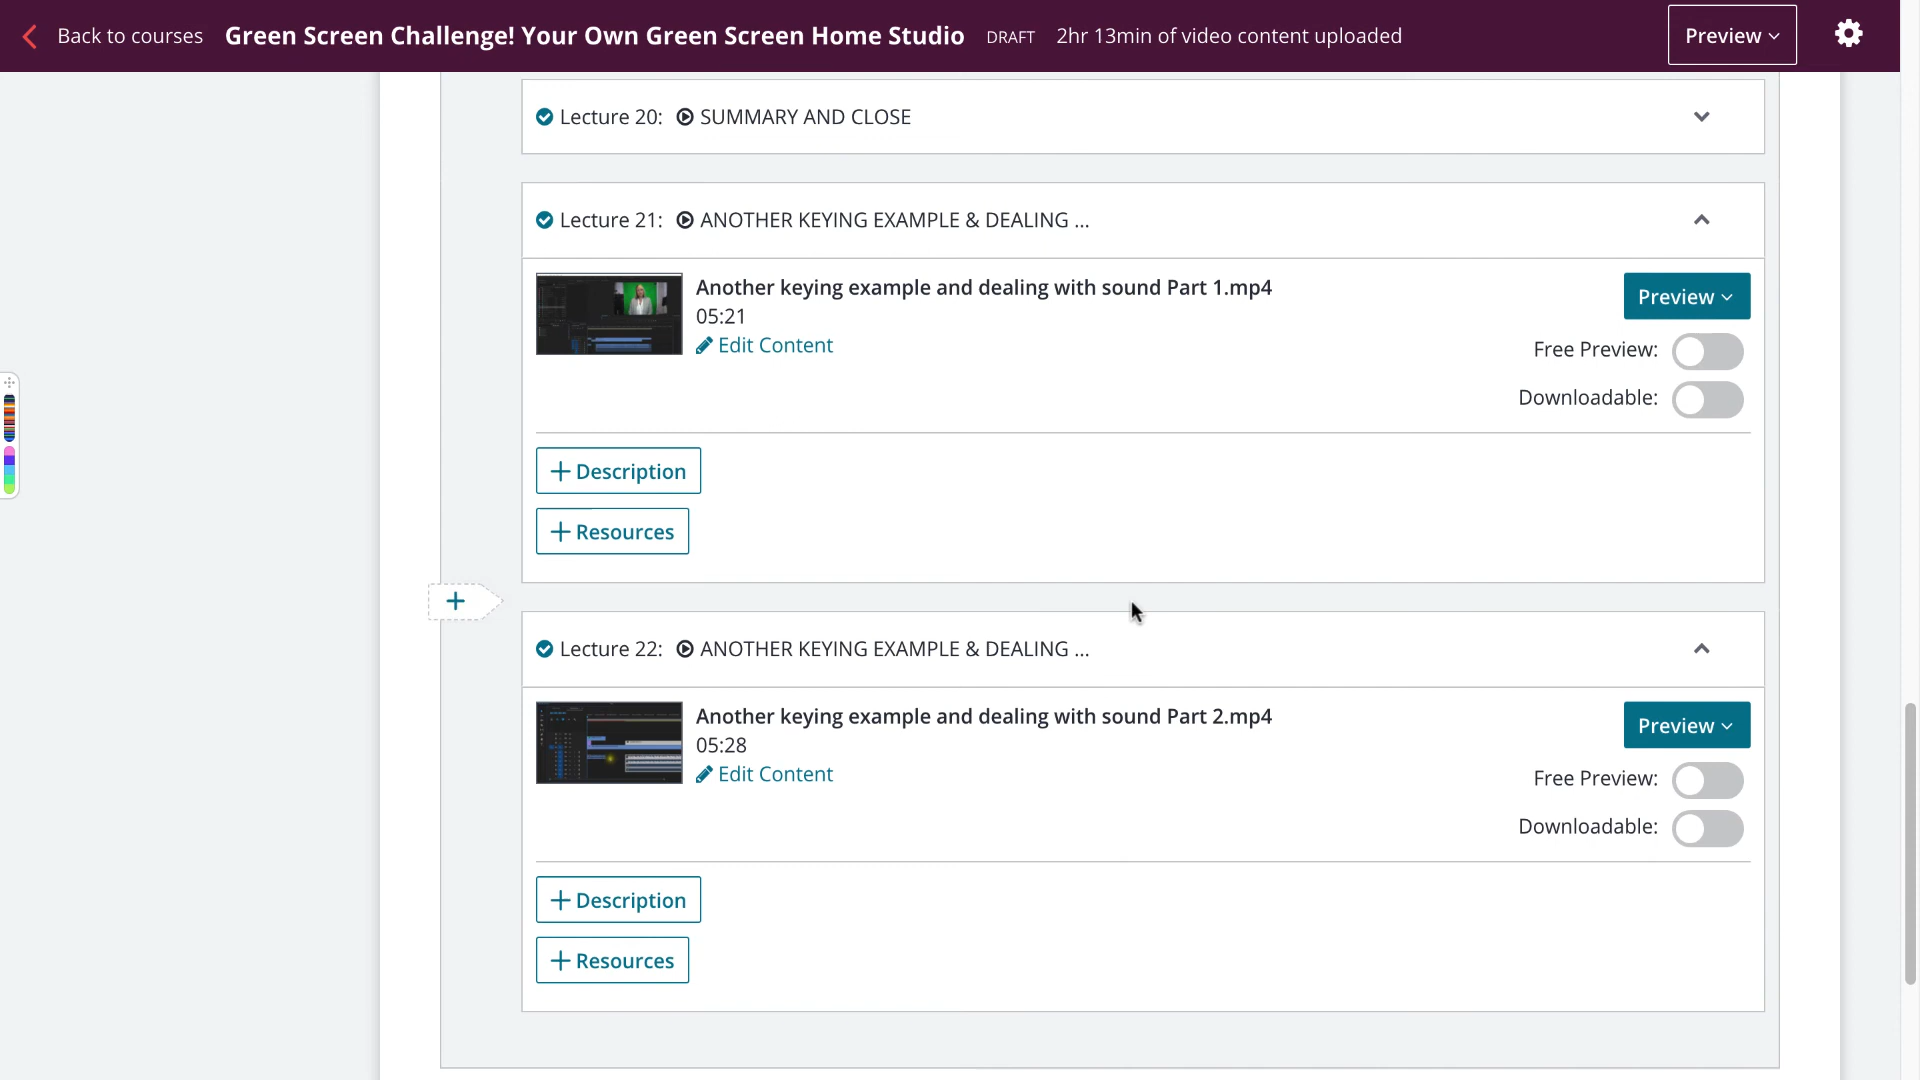 Back to courses Green Screen Challenge! Your Own Green Screen Home Studio DRAFT 2hr 13min of video content uploaded Preview
Lecture 20: SUMMARY AND CLOSE
Lecture 21: ANOTHER KEYING EXAMPLE & DEALING ...
Another keying example and dealing with sound Part 1.mp4
Preview
05:21
Edit Content
Free Preview:
Downloadable:
+ Description
+ Resources
+
Lecture 22: ANOTHER KEYING EXAMPLE & DEALING ...
Another keying example and dealing with sound Part 2.mp4
Preview
05:28
Edit Content
Free Preview:
Downloadable:
+ Description
+ Resources